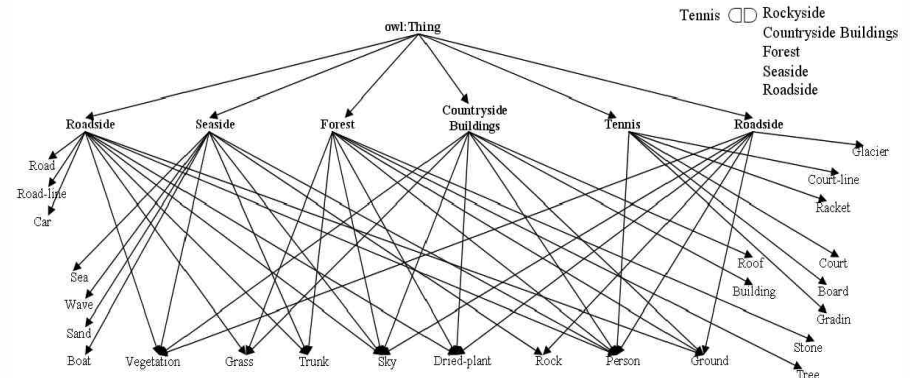 owl:Thing
Tennis Rockyside
Countryside Buildings
Forest
Seaside
Roadside
Roadside Seaside Forest Countryside Buildings Tennis Roadside
Glacier
Road
Court-line
Road-line
Racket
Car
Sea
Roof
Court
Wave
Building
Board
Gradin
Sand
Stone
Boat Vegetation Grass Trunk Sky Dried-plant Rock Person Ground
Tree